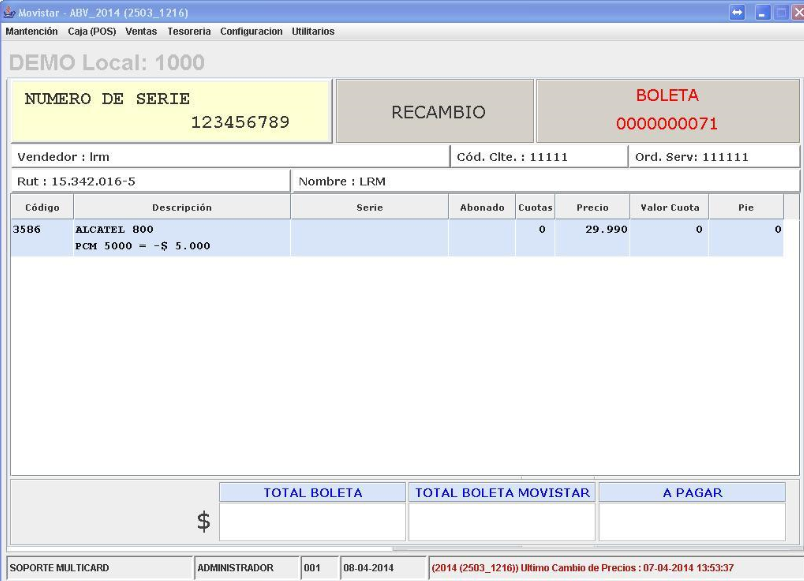 Movistar - ABV_2014 (2503_1216)
Mantención Caja (POS) Ventas Tesoreria Configuracion Utilitarios
DEMO Local: 1000
NUMERO DE SERIE
123456789
RECAMBIO
BOLETA
0000000071
Vendedor : lrm Cód. Clte. : 11111 Ord. Serv: 111111
Rut : 15.342.016-5 Nombre : LRM
Código Descripción Serie Abonado Cuotas Precio Valor Cuota Pie
3586 ALCATEL 800 0 29.990 0 0
PCM 5000 = -$ 5.000
TOTAL BOLETA TOTAL BOLETA MOVISTAR A PAGAR
$
SOPORTE MULTICARD ADMINISTRADOR 001 08-04-2014 (2014 (2503_1216)) Ultimo Cambio de Precios : 07-04-2014 13:53:37